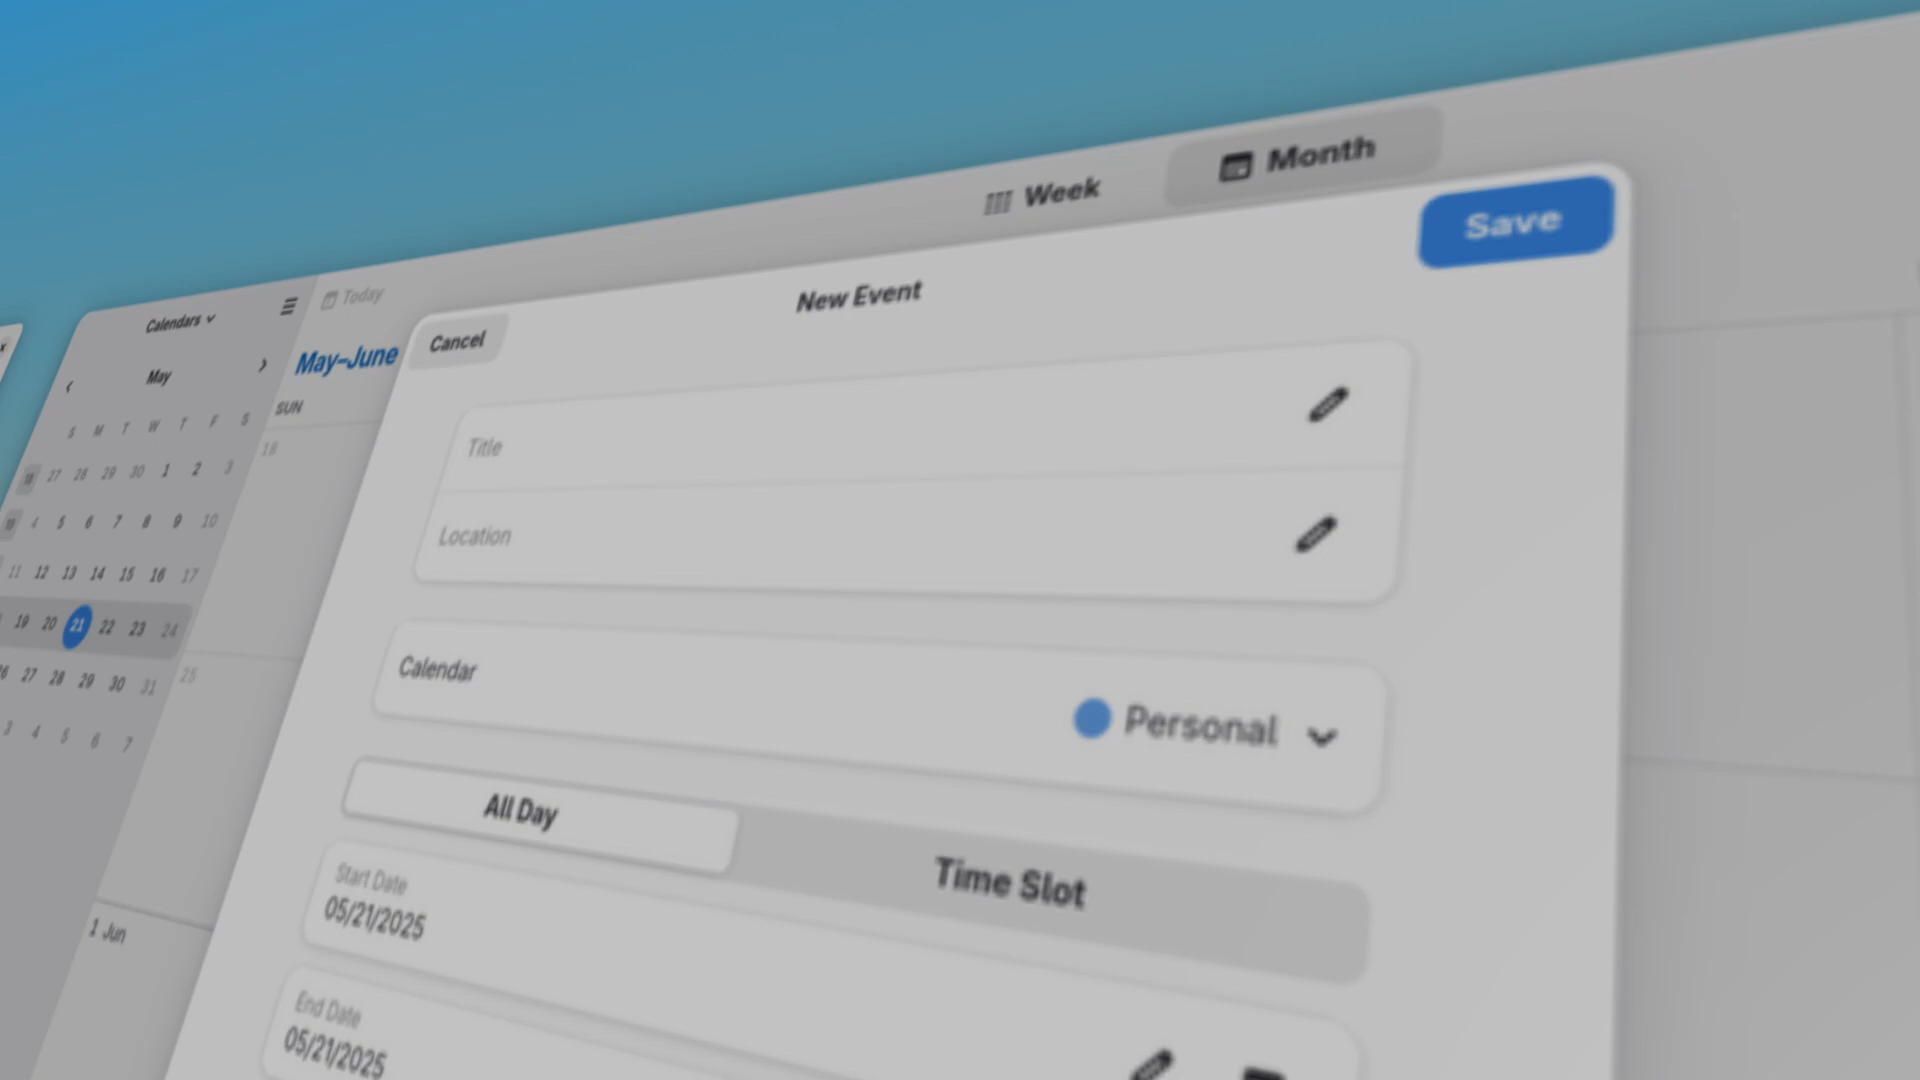 Week
Month
Save
New Event
Cancel
Today
Calendars
May
May–June
SUN
S M T W T F S
27 28 29 30 1 2 3
4 5 6 7 8 9 10
11 12 13 14 15 16 17
19 20 21 22 23 24
27 28 29 30 31
3 4 5 6 7
18
25
1 Jun
Title
Location
Calendar
Personal
All Day
Time Slot
Start Date
05/21/2025
End Date
05/21/2025